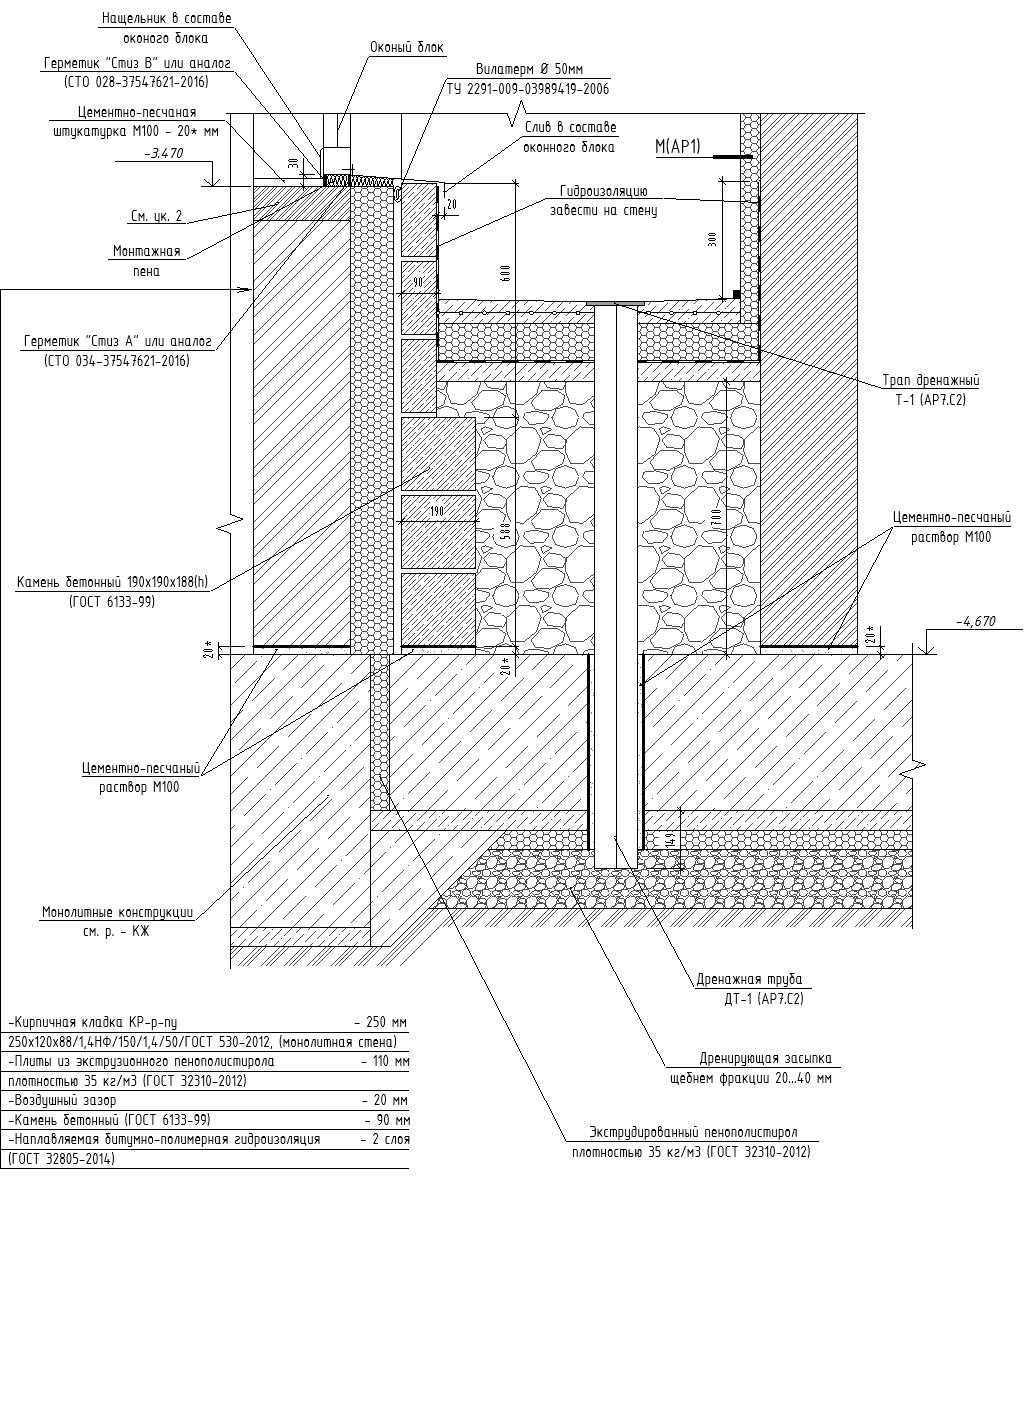 Нащельник в составе
оконого блока
Оконый блок
Герметик "Стиз В" или аналог
(СТО 028-37547621-2016)
Вилатерм Ø 50мм
ТУ 2291-009-03989419-2006
Цементно-песчаная
штукатурка М100 - 20* мм
Слив в составе
оконного блока
М(АР1)
-3.470
30
Гидроизоляцию
завести на стену
20
См. ук. 2
300
Монтажная
пена
600
90
Герметик "Стиз А" или аналог
(СТО 034-37547621-2016)
Трап дренажный
Т-1 (АР7.С2)
190
588
700
Цементно-песчаный
раствор М100
Камень бетонный 190х190х188(h)
(ГОСТ 6133-99)
-4,670
20*
20*
20*
Цементно-песчаный
раствор М100
149
Монолитные конструкции
см. р. - КЖ
Дренажная труба
ДТ-1 (АР7.С2)
-Кирпичная кладка КР-р-пу - 250 мм
250х120х88/1,4НФ/150/1,4/50/ГОСТ 530-2012, (монолитная стена)
-Плиты из экструзионного пенополистирола - 110 мм
плотностью 35 кг/м3 (ГОСТ 32310-2012)
-Воздушный зазор - 20 мм
-Камень бетонный (ГОСТ 6133-99) - 90 мм
-Наплавляемая битумно-полимерная гидроизоляция - 2 слоя
(ГОСТ 32805-2014)
Дренирующая засыпка
щебнем фракции 20...40 мм
Экструдированный пенополистирол
плотностью 35 кг/м3 (ГОСТ 32310-2012)